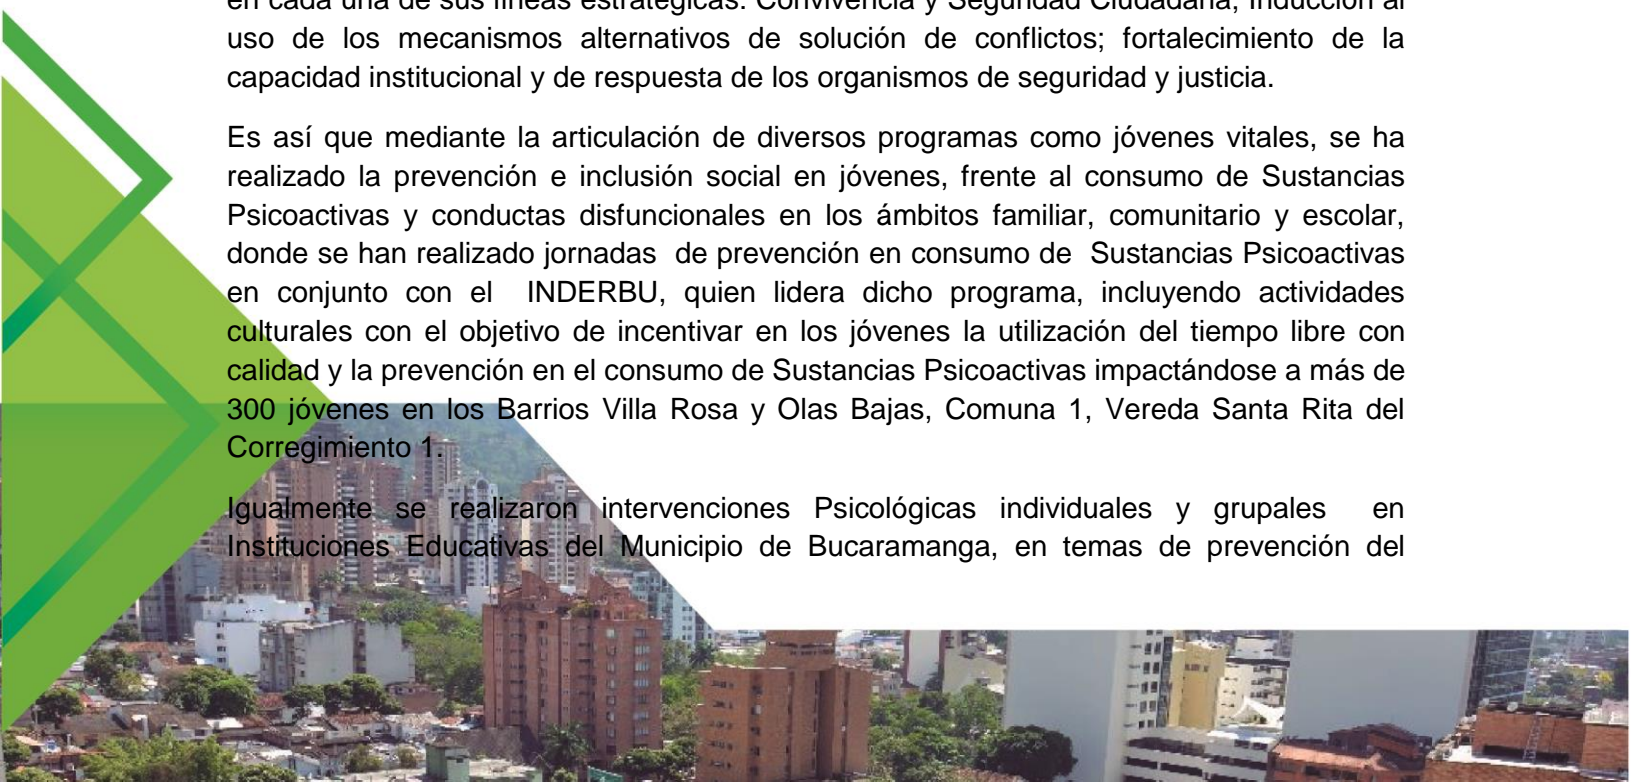 en cada una de sus líneas estratégicas: Convivencia y Seguridad Ciudadana; Inducción al
uso de los mecanismos alternativos de solución de conflictos; fortalecimiento de la
capacidad institucional y de respuesta de los organismos de seguridad y justicia.
Es así que mediante la articulación de diversos programas como jóvenes vitales, se ha
realizado la prevención e inclusión social en jóvenes, frente al consumo de Sustancias
Psicoactivas y conductas disfuncionales en los ámbitos familiar, comunitario y escolar,
donde se han realizado jornadas de prevención en consumo de Sustancias Psicoactivas
en conjunto con el INDERBU, quien lidera dicho programa, incluyendo actividades
culturales con el objetivo de incentivar en los jóvenes la utilización del tiempo libre con
calidad y la prevención en el consumo de Sustancias Psicoactivas impactándose a más de
300 jóvenes en los Barrios Villa Rosa y Olas Bajas, Comuna 1, Vereda Santa Rita del
Corregimiento 1.
Igualmente se realizaron intervenciones Psicológicas individuales y grupales en
Instituciones Educativas del Municipio de Bucaramanga, en temas de prevención del